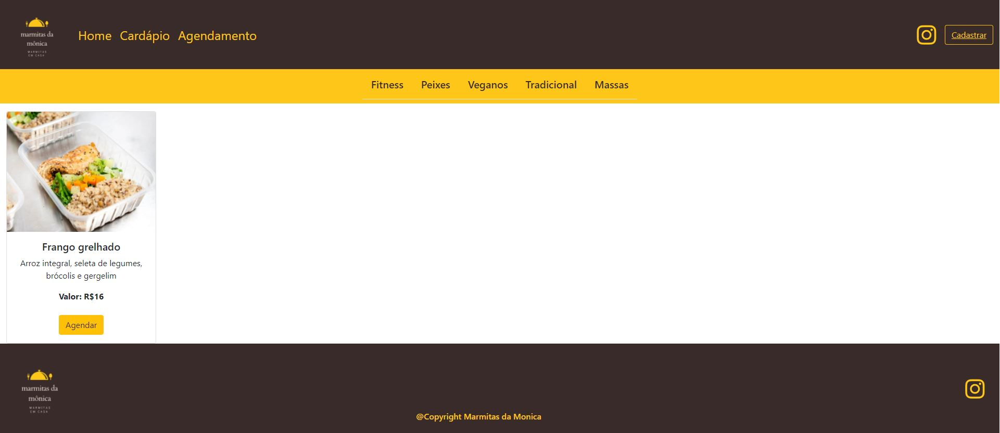 marmitas da
mônica
MARMITAS
EM CASA
Home Cardápio Agendamento
Cadastrar
Fitness Peixes Veganos Tradicional Massas
Frango grelhado
Arroz integral, seleta de legumes,
brócolis e gergelim
Valor: R$16
Agendar
marmitas da
mônica
MARMITAS
EM CASA
@Copyright Marmitas da Monica